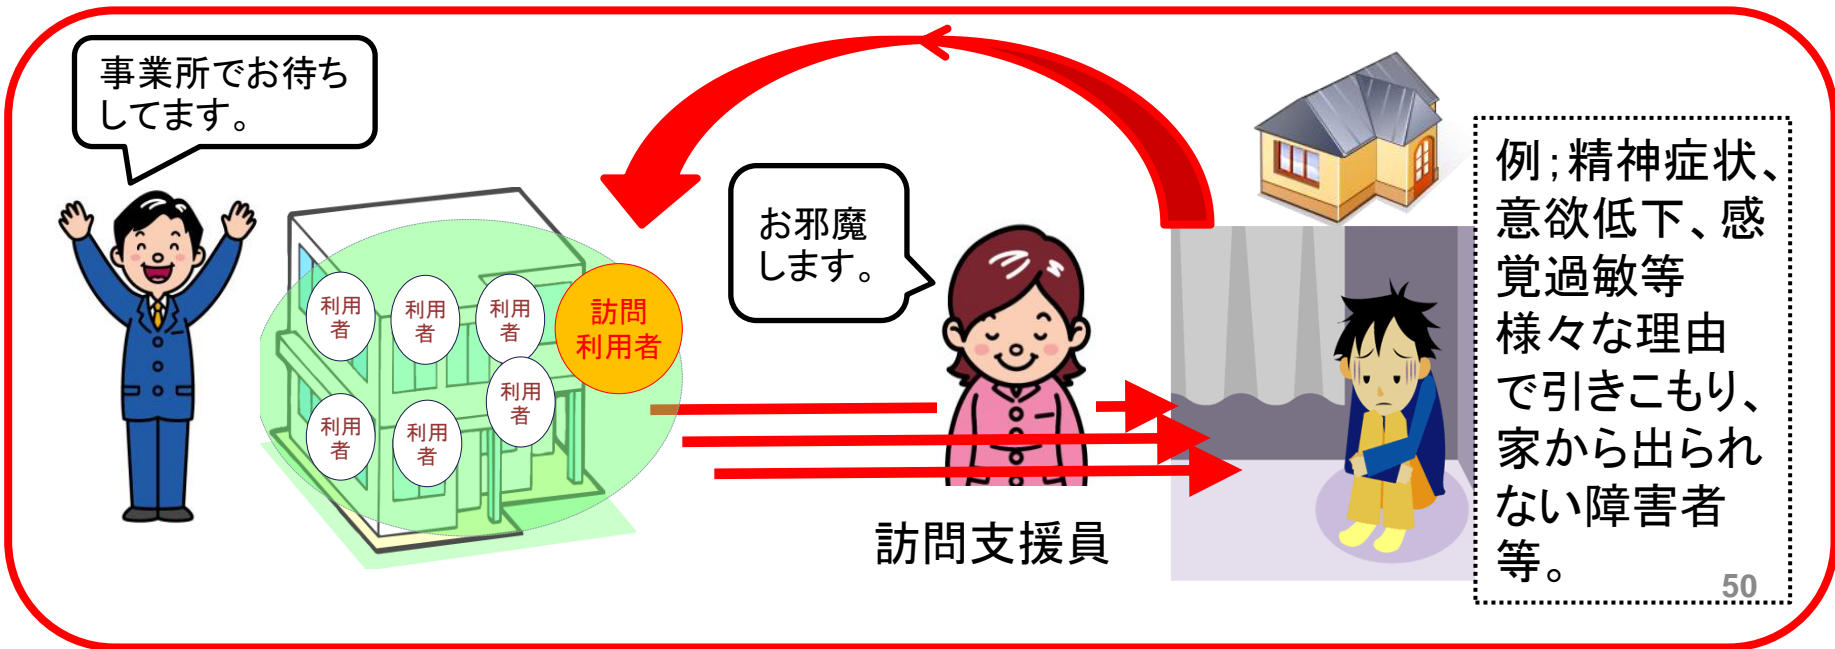 事業所でお待ち
してます。
利用
者
利用
者
利用
者
訪問
利用者
利用
者
利用
者
利用
者
お邪魔
します。
訪問支援員
例；精神症状、
意欲低下、感
覚過敏等
様々な理由
で引きこもり、
家から出られ
ない障害者
等。
50